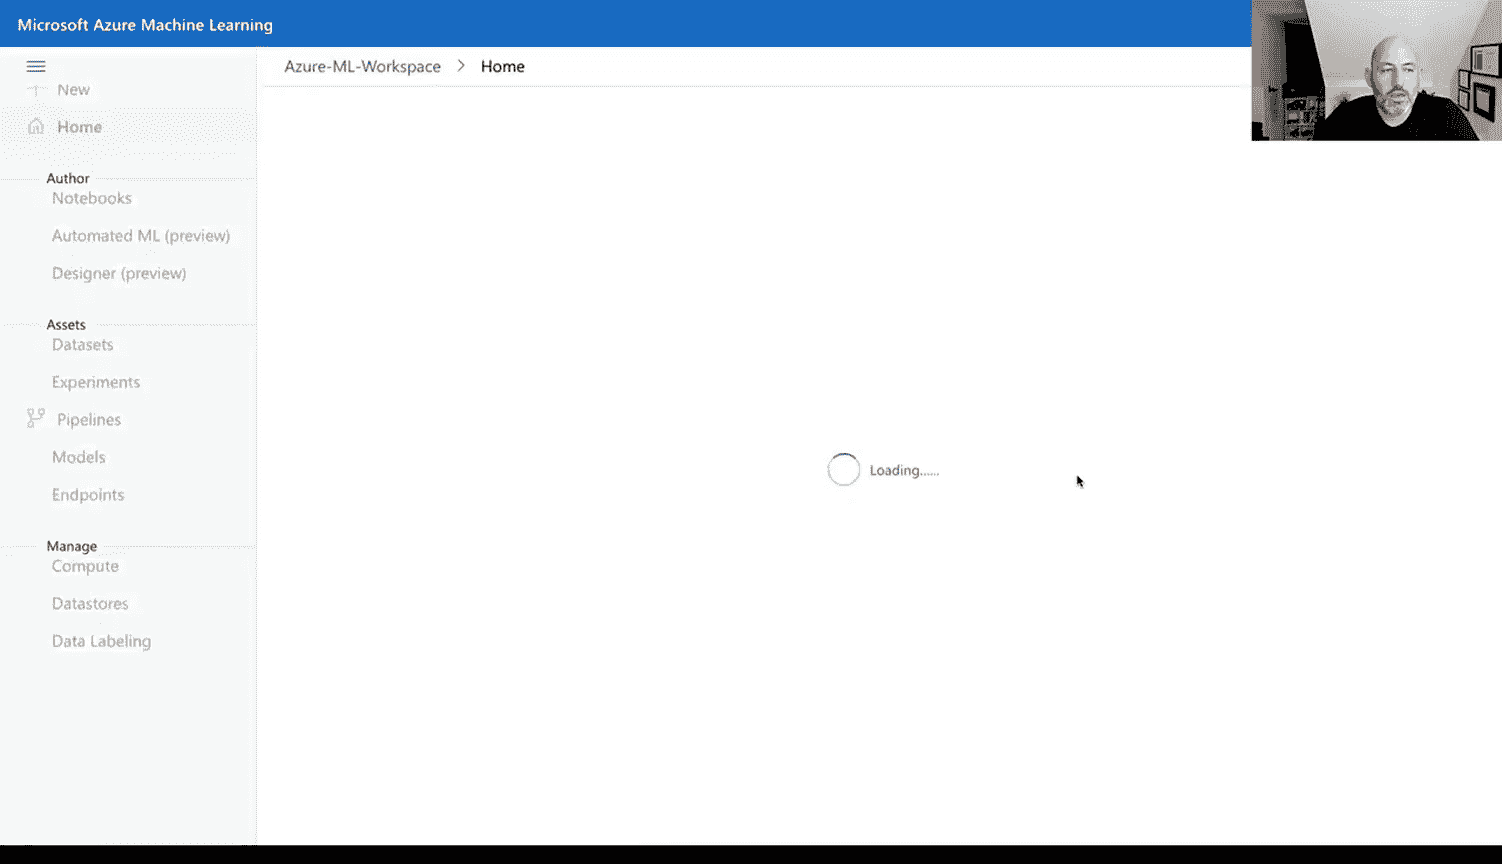 Microsoft Azure Machine Learning
Azure-ML-Workspace > Home
New
Home
Author
Notebooks
Automated ML (preview)
Designer (preview)
Assets
Datasets
Experiments
Pipelines
Models
Endpoints
Manage
Compute
Datastores
Data Labeling
Loading......